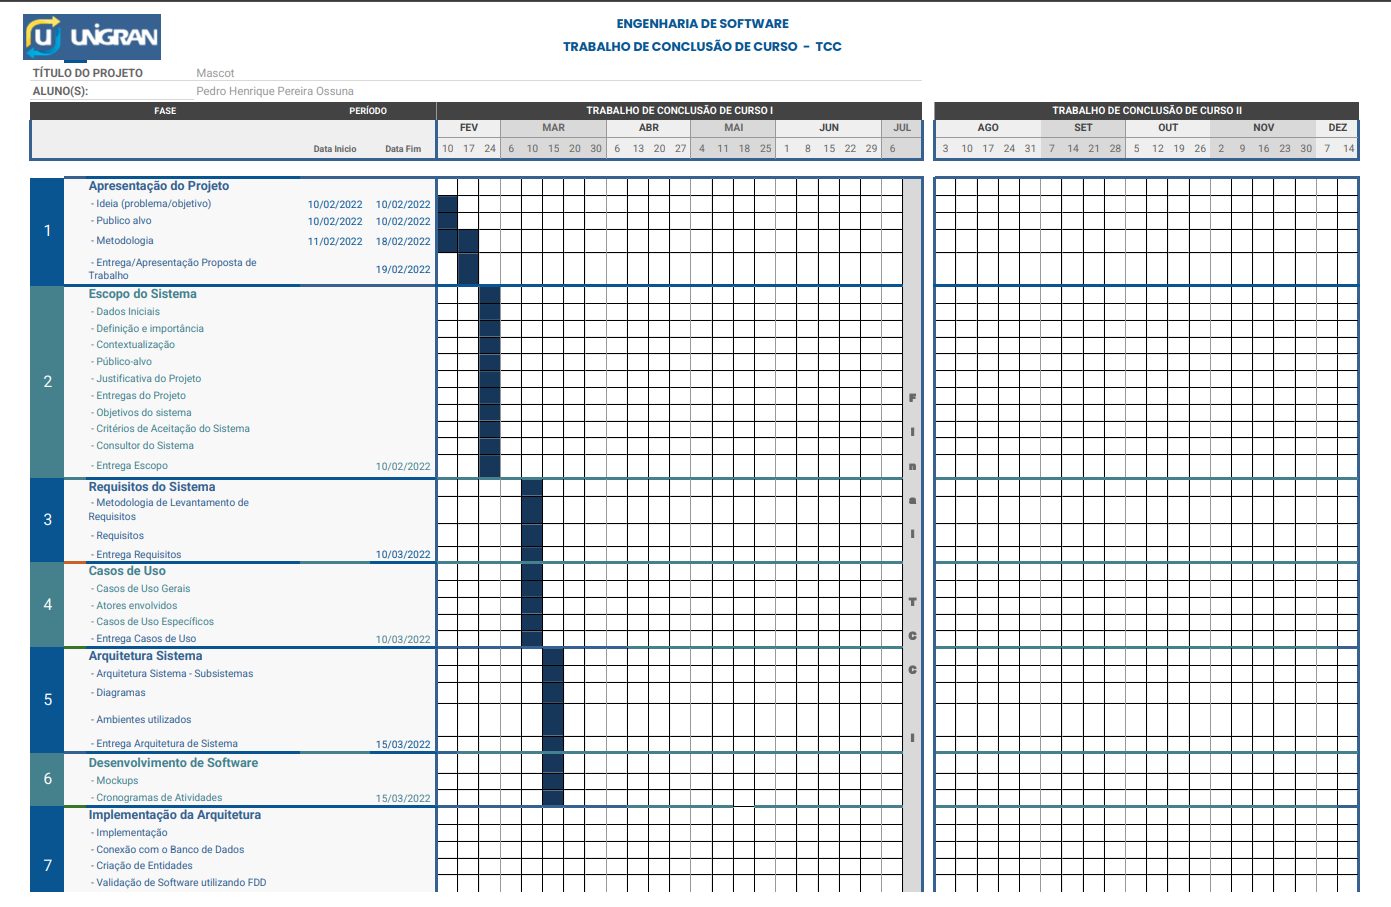 UNIGRAN
ENGENHARIA DE SOFTWARE
TRABALHO DE CONCLUSÃO DE CURSO - TCC
TÍTULO DO PROJETO Mascot
ALUNO(S): Pedro Henrique Pereira Ossuna
FASE PERÍODO TRABALHO DE CONCLUSÃO DE CURSO I TRABALHO DE CONCLUSÃO DE CURSO II
FEV MAR ABR MAI JUN JUL AGO SET OUT NOV DEZ
Data Inicio Data Fim 10 17 24 6 10 15 20 30 6 13 20 27 4 11 18 25 1 8 15 22 29 6 3 10 17 24 31 7 14 21 28 5 12 19 26 2 9 16 23 30 7 14
1
Apresentação do Projeto
- Ideia (problema/objetivo) 10/02/2022 10/02/2022
- Publico alvo 10/02/2022 10/02/2022
- Metodologia 11/02/2022 18/02/2022
- Entrega/Apresentação Proposta de
Trabalho 19/02/2022
2
Escopo do Sistema
- Dados Iniciais
- Definição e importância
- Contextualização
- Público-alvo
- Justificativa do Projeto
- Entregas do Projeto
- Objetivos do sistema
- Critérios de Aceitação do Sistema
- Consultor do Sistema
- Entrega Escopo 10/02/2022
3
Requisitos do Sistema
- Metodologia de Levantamento de
Requisitos
- Requisitos
- Entrega Requisitos 10/03/2022
4
Casos de Uso
- Casos de Uso Gerais
- Atores envolvidos
- Casos de Uso Específicos
- Entrega Casos de Uso 10/03/2022
5
Arquitetura Sistema
- Arquitetura Sistema - Subsistemas
- Diagramas
- Ambientes utilizados
- Entrega Arquitetura de Sistema 15/03/2022
6
Desenvolvimento de Software
- Mockups
- Cronogramas de Atividades 15/03/2022
7
Implementação da Arquitetura
- Implementação
- Conexão com o Banco de Dados
- Criação de Entidades
- Validação de Software utilizando FDD
Final TCC I